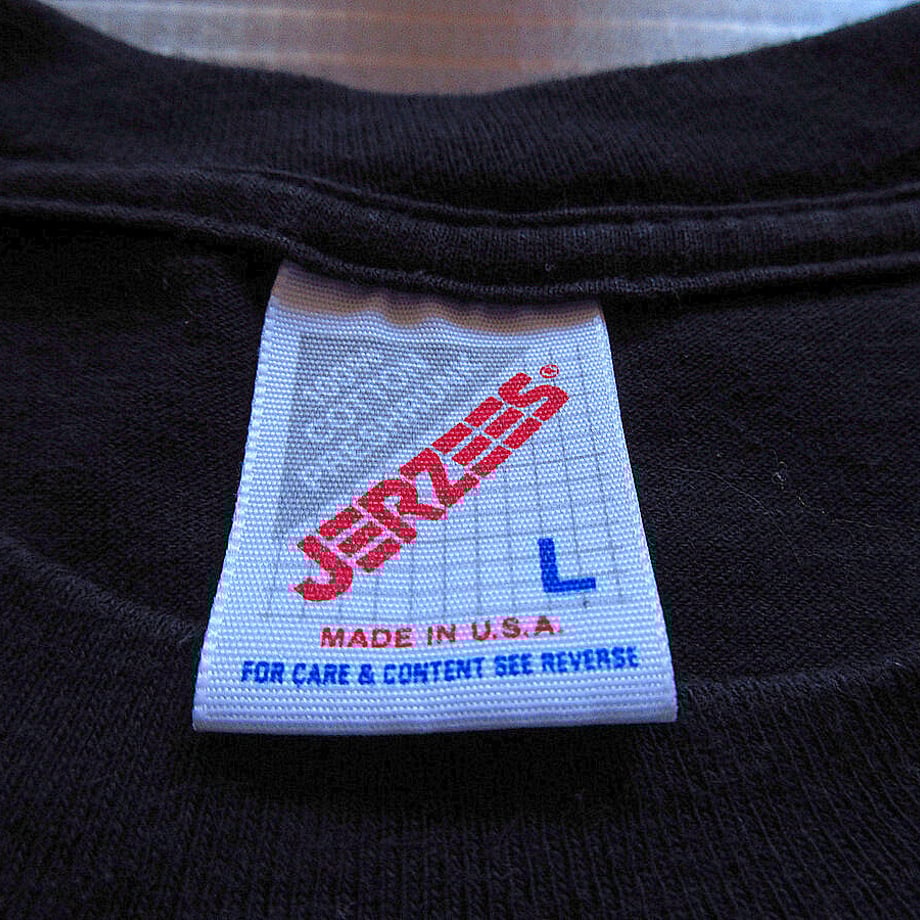 JERZEES®
L
MADE IN U.S.A.
FOR CARE & CONTENT SEE REVERSE